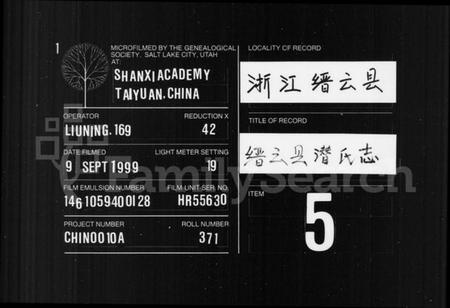 1
MICROFILMED BY THE GENEALOGICAL
SOCIETY, SALT LAKE CITY, UTAH
AT:
SHANXI ACADEMY
TAIYUAN, CHINA
OPERATOR
REDUCTION X
LIUNING.169
42
DATE FILMED
LIGHT METER SETTING
9 SEPT 1999
19
FILM EMULSION NUMBER
FILM UNIT SER. NO.
146 1059400128
HR55630
PROJECT NUMBER
ROLL NUMBER
CHINO010A
371
LOCALITY OF RECORD
浙江缙云县
TITLE OF RECORD
缙云县潜氏志
ITEM
5
FamilySearch